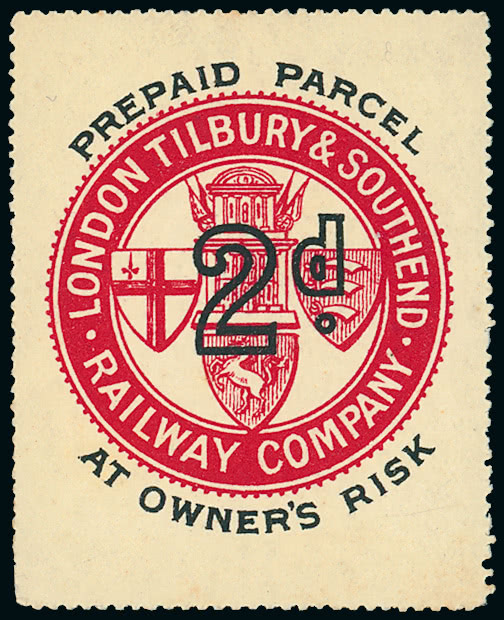 PREPAID PARCEL
LONDON TILBURY & SOUTHEND
2d.
· RAILWAY COMPANY ·
AT OWNER'S RISK